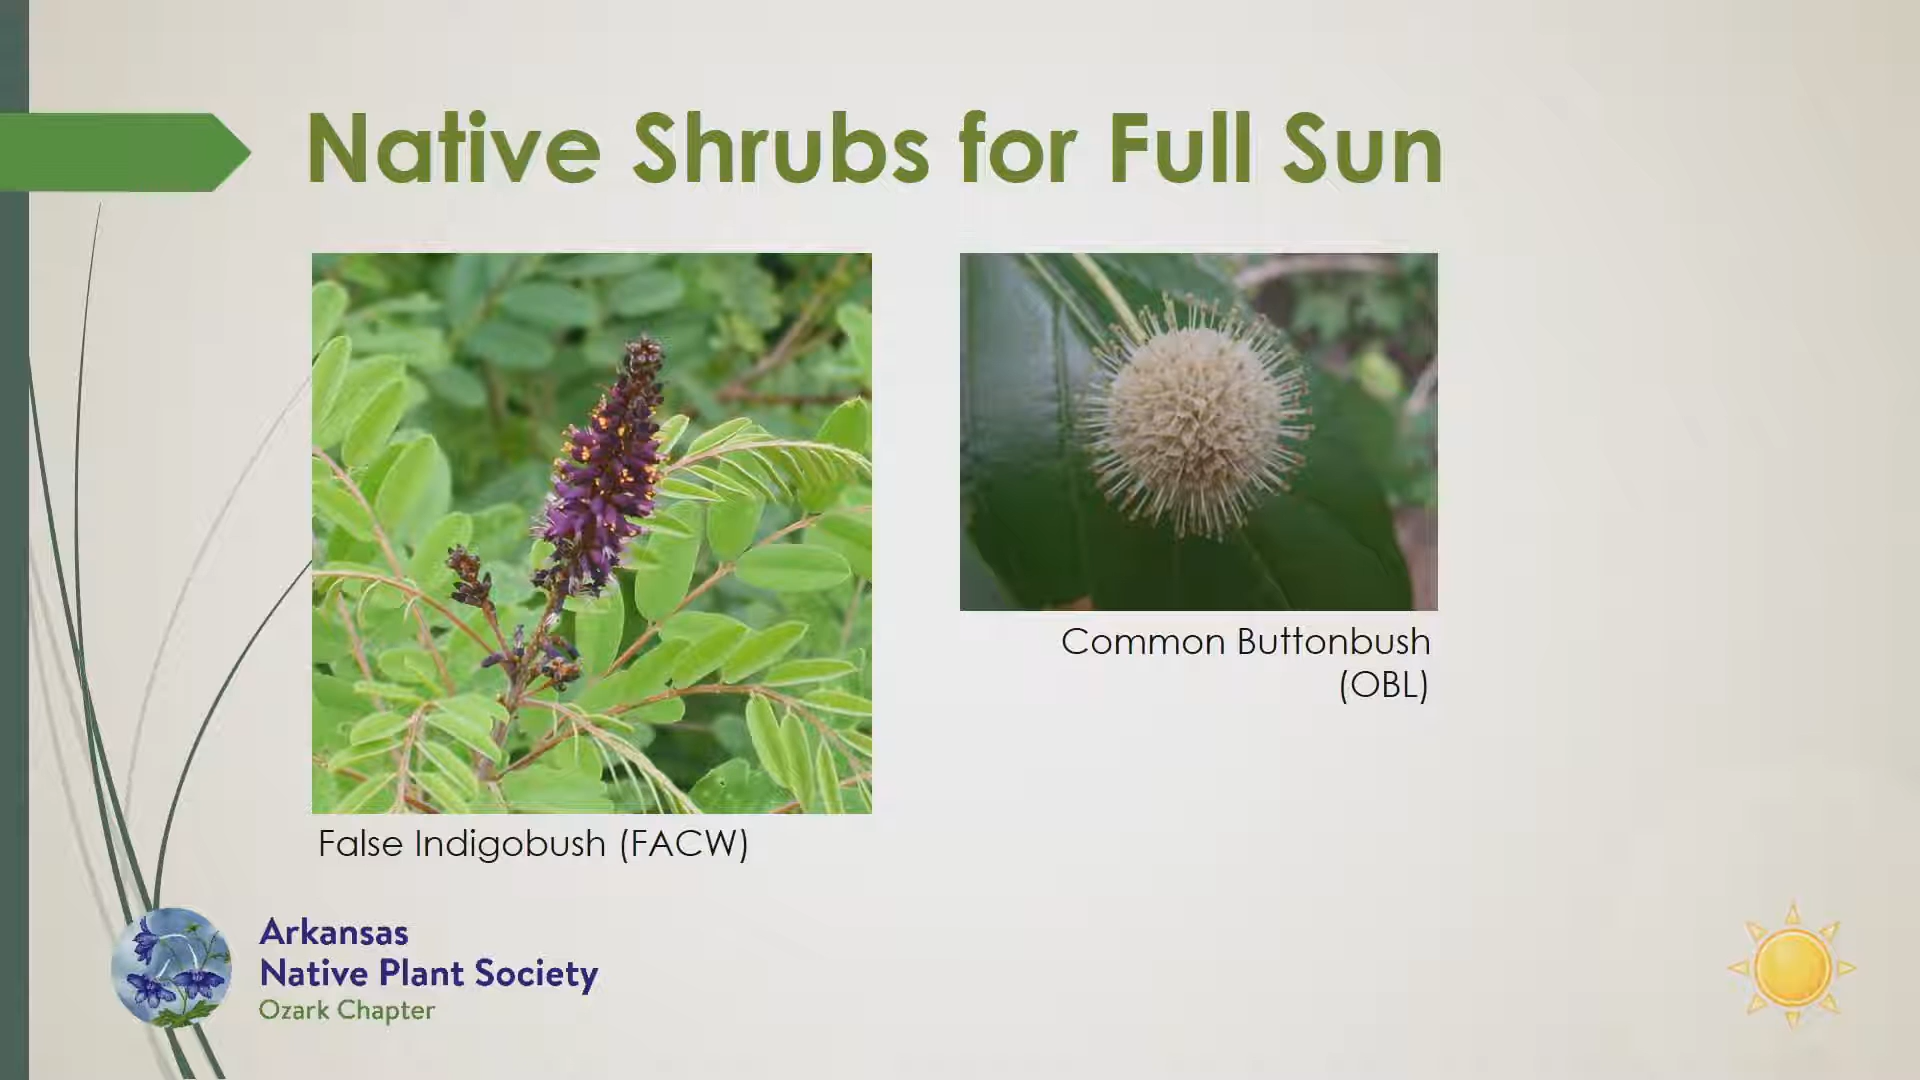 Native Shrubs for Full Sun
False Indigobush (FACW)
Common Buttonbush
(OBL)
Arkansas
Native Plant Society
Ozark Chapter